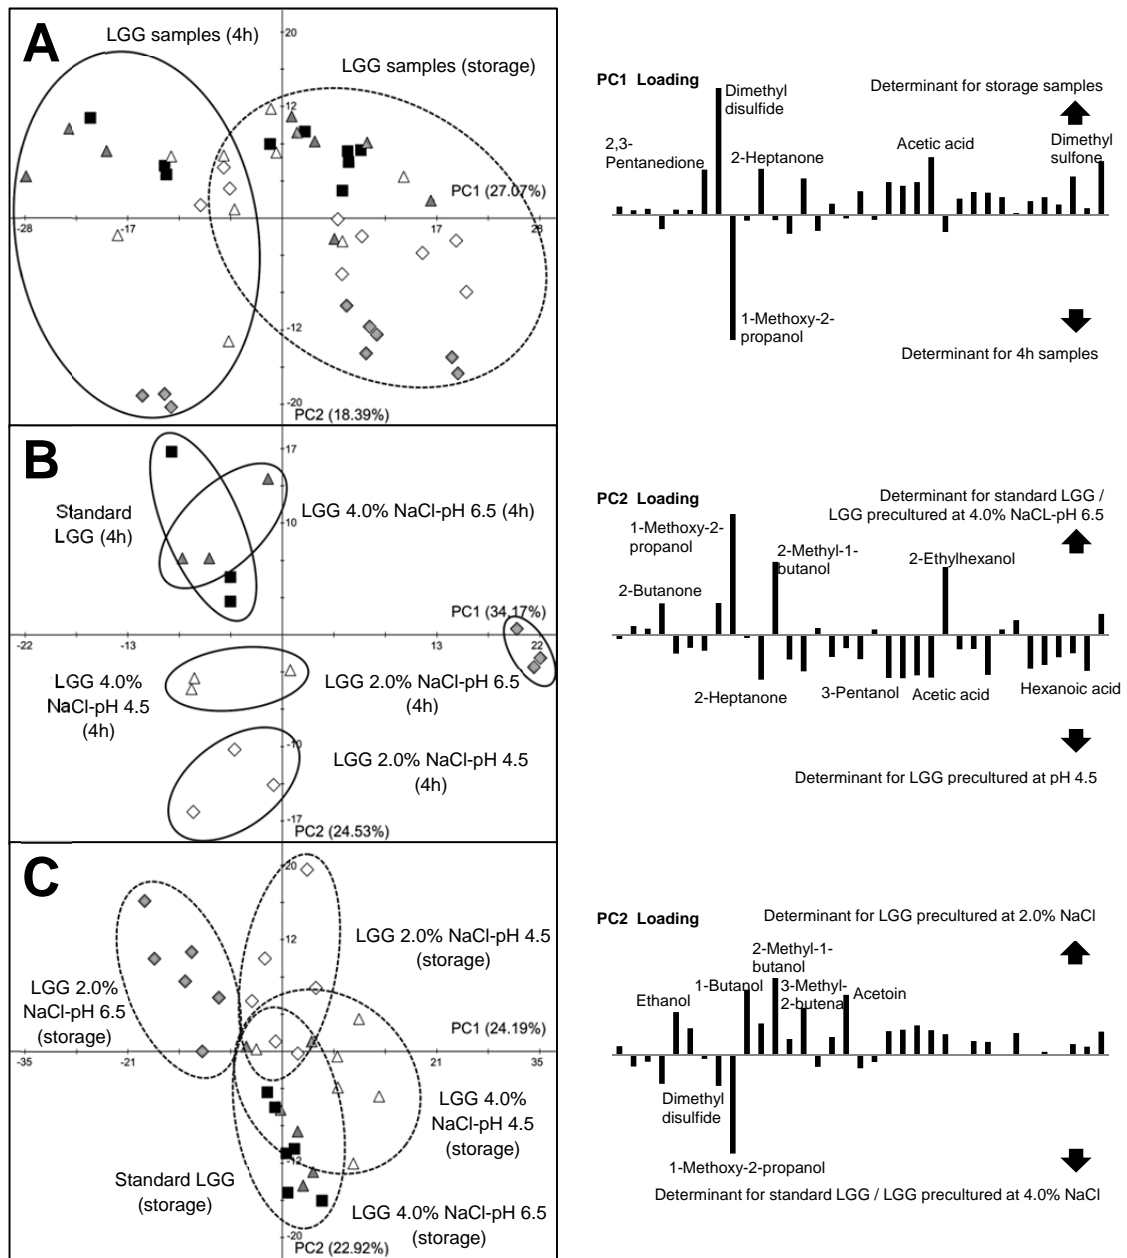 A
LGG samples (4h)
LGG samples (storage)
20
12
PC1 (27.07%)
-28
-17
17
28
-12
-20
PC2 (18.39%)
PC1 Loading
Dimethyl
disulfide
Determinant for storage samples
2,3-
Pentanedione
2-Heptanone
Acetic acid
Dimethyl
sulfone
1-Methoxy-2-
propanol
Determinant for 4h samples
B
17
Standard
LGG (4h)
LGG 4.0% NaCl-pH 6.5 (4h)
10
PC1 (34.17%)
-22
-13
13
22
LGG 4.0%
NaCl-pH 4.5
(4h)
LGG 2.0% NaCl-pH 6.5
(4h)
-10
LGG 2.0% NaCl-pH 4.5
(4h)
-17
PC2 (24.53%)
PC2 Loading
Determinant for standard LGG /
LGG precultured at 4.0% NACL-pH 6.5
1-Methoxy-2-
propanol
2-Methyl-1-
butanol
2-Ethylhexanol
2-Butanone
2-Heptanone
3-Pentanol
Acetic acid
Hexanoic acid
Determinant for LGG precultured at pH 4.5
C
20
12
LGG 2.0% NaCl-pH 4.5
(storage)
LGG 2.0%
NaCl-pH 6.5
(storage)
PC1 (24.19%)
-35
-21
21
35
LGG 4.0%
NaCl-pH 4.5
(storage)
-12
Standard LGG
(storage)
LGG 4.0% NaCl-pH 6.5
(storage)
-20
PC2 (22.92%)
PC2 Loading
Determinant for LGG precultured at 2.0% NaCl
2-Methyl-1-
butanol
1-Butanol
3-Methyl-
2-butenal
Ethanol
Acetoin
Dimethyl
disulfide
1-Methoxy-2-propanol
Determinant for standard LGG / LGG precultured at 4.0% NaCl